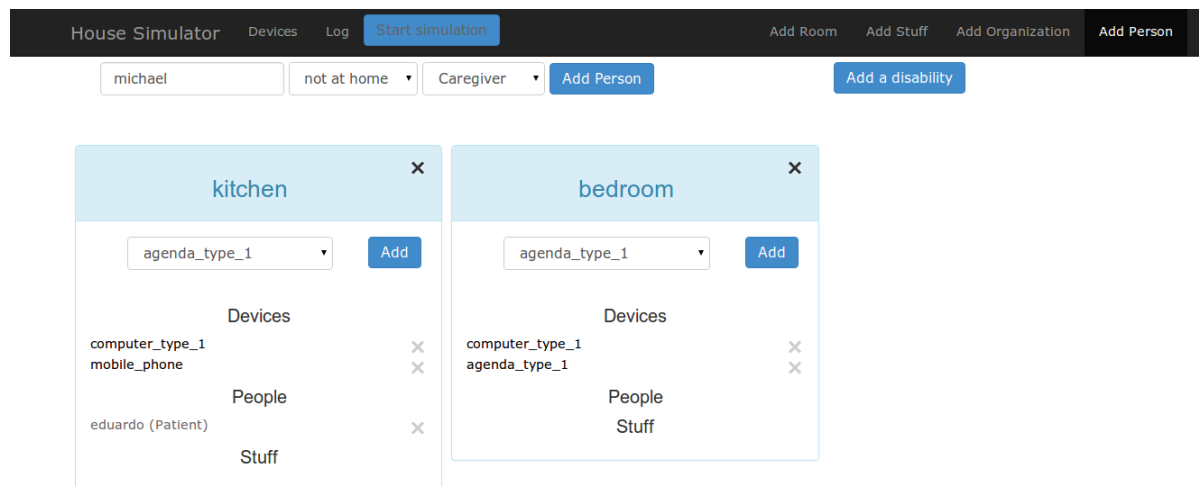 House Simulator Devices Log Start simulation Add Room Add Stuff Add Organization Add Person
michael not at home Caregiver Add Person Add a disability
kitchen
agenda_type_1 Add
Devices
computer_type_1
mobile_phone
People
eduardo (Patient)
Stuff
bedroom
agenda_type_1 Add
Devices
computer_type_1
agenda_type_1
People
Stuff